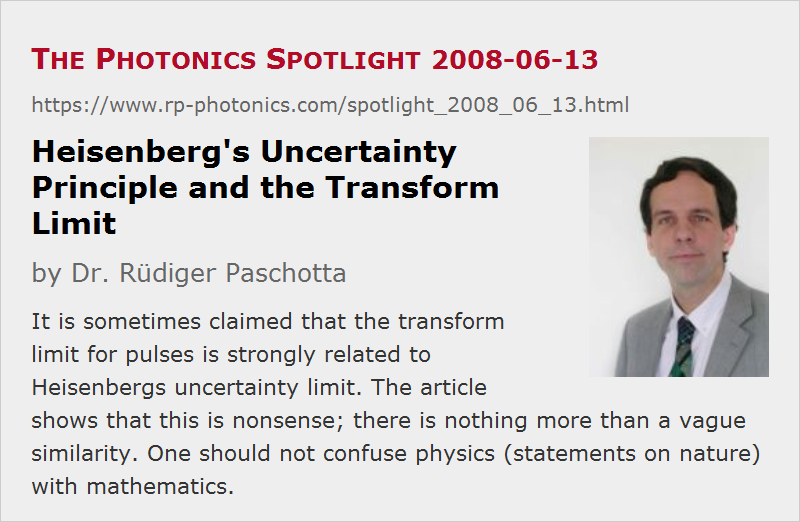 THE PHOTONICS SPOTLIGHT 2008-06-13
https://www.rp-photonics.com/spotlight_2008_06_13.html
Heisenberg's Uncertainty
Principle and the Transform
Limit
by Dr. Rüdiger Paschotta
It is sometimes claimed that the transform
limit for pulses is strongly related to
Heisenbergs uncertainty limit. The article
shows that this is nonsense; there is nothing more than a vague
similarity. One should not confuse physics (statements on nature)
with mathematics.